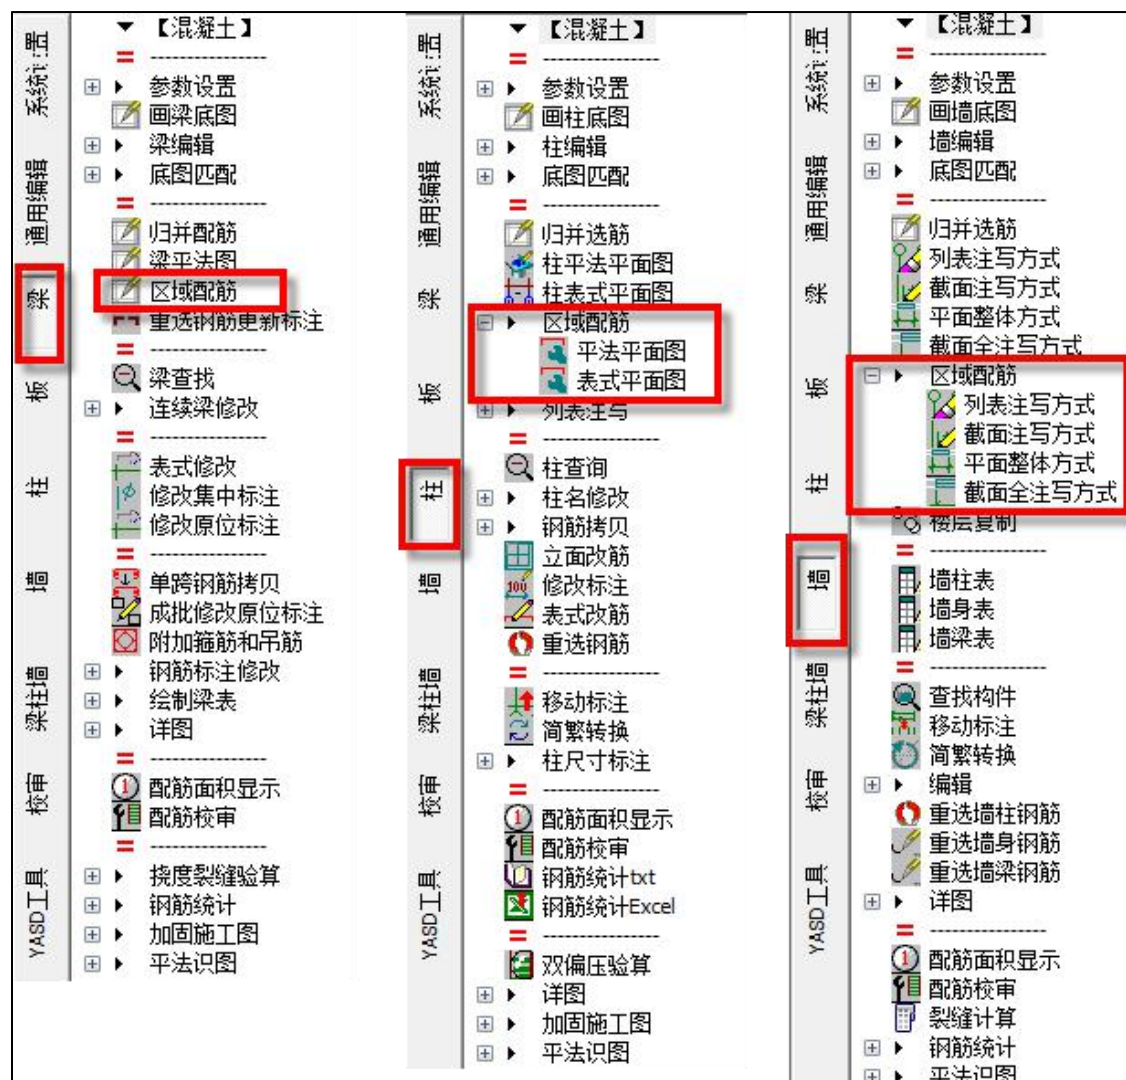 系统设置
通用编辑
梁
板
柱
墙
梁柱墙
校审
YASD工具
【混凝土】
参数设置
画梁底图
梁编辑
底图匹配
归并配筋
梁平法图
区域配筋
重选钢筋更新标注
梁查找
连续梁修改
表式修改
修改集中标注
修改原位标注
单跨钢筋拷贝
成批修改原位标注
附加箍筋和吊筋
钢筋标注修改
绘制梁表
详图
配筋面积显示
配筋校审
挠度裂缝验算
钢筋统计
加固施工图
平法识图
系统设置
通用编辑
梁
板
柱
墙
梁柱墙
校审
YASD工具
【混凝土】
参数设置
画柱底图
柱编辑
底图匹配
归并选筋
柱平法平面图
柱表式平面图
区域配筋
平法平面图
表式平面图
列表注写
柱查询
柱名修改
钢筋拷贝
立面改筋
修改标注
表式改筋
重选钢筋
移动标注
简繁转换
柱尺寸标注
配筋面积显示
配筋校审
钢筋统计txt
钢筋统计Excel
双偏压验算
详图
加固施工图
平法识图
系统设置
通用编辑
梁
板
柱
墙
梁柱墙
校审
YASD工具
【混凝土】
参数设置
画墙底图
墙编辑
底图匹配
归并选筋
列表注写方式
截面注写方式
平面整体方式
截面全注写方式
区域配筋
列表注写方式
截面注写方式
平面整体方式
截面全注写方式
楼层复制
墙柱表
墙身表
墙梁表
查找构件
移动标注
简繁转换
编辑
重选墙柱钢筋
重选墙身钢筋
重选墙梁钢筋
详图
配筋面积显示
配筋校审
裂缝计算
钢筋统计
平法识图